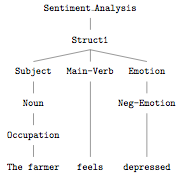 Sentiment.Analysis
Struct1
Subject Main-Verb Emotion
Noun Neg-Emotion
Occupation
The farmer feels depressed